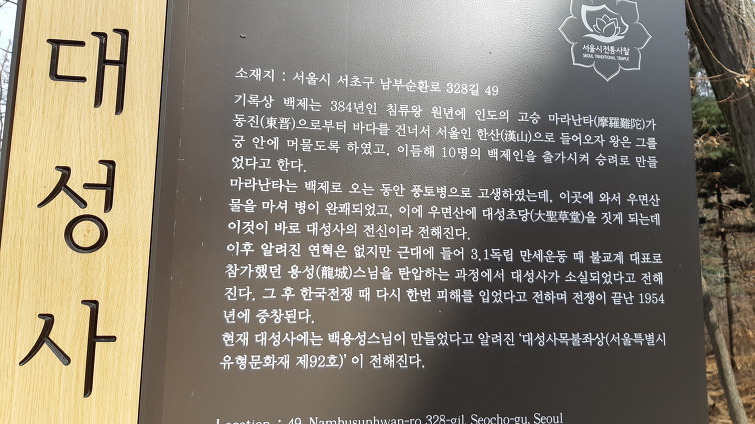 대성사
서울시전통사찰
SEOUL TRADITIONAL TEMPLE
소재지 : 서울시 서초구 남부순환로 328길 49
기록상 백제는 384년인 침류왕 원년에 인도의 고승 마라난타(摩羅難陀)가
동진(東晋)으로부터 바다를 건너서 서울인 한산(漢山)으로 들어오자 왕은 그를
궁 안에 머물도록 하였고, 이듬해 10명의 백제인을 출가시켜 승려로 만들
었다고 한다.
마라난타는 백제로 오는 동안 풍토병으로 고생하였는데, 이곳에 와서 우면산
물을 마셔 병이 완쾌되었고, 이에 우면산에 대성초당(大聖草堂)을 짓게 되는데
이것이 바로 대성사의 전신이라 전해진다.
이후 알려진 연혁은 없지만 근대에 들어 3.1독립 만세운동 때 불교계 대표로
참가했던 용성(龍城)스님을 탄압하는 과정에서 대성사가 소실되었다고 전해
진다. 그 후 한국전쟁 때 다시 한번 피해를 입었다고 전하며 전쟁이 끝난 1954
년에 중창된다.
현재 대성사에는 백용성스님이 만들었다고 알려진 '대성사목불좌상(서울특별시
유형문화재 제92호)' 이 전해진다.
Location : 49, Nambusunhwan-ro 328-gil, Seocho-gu, Seoul